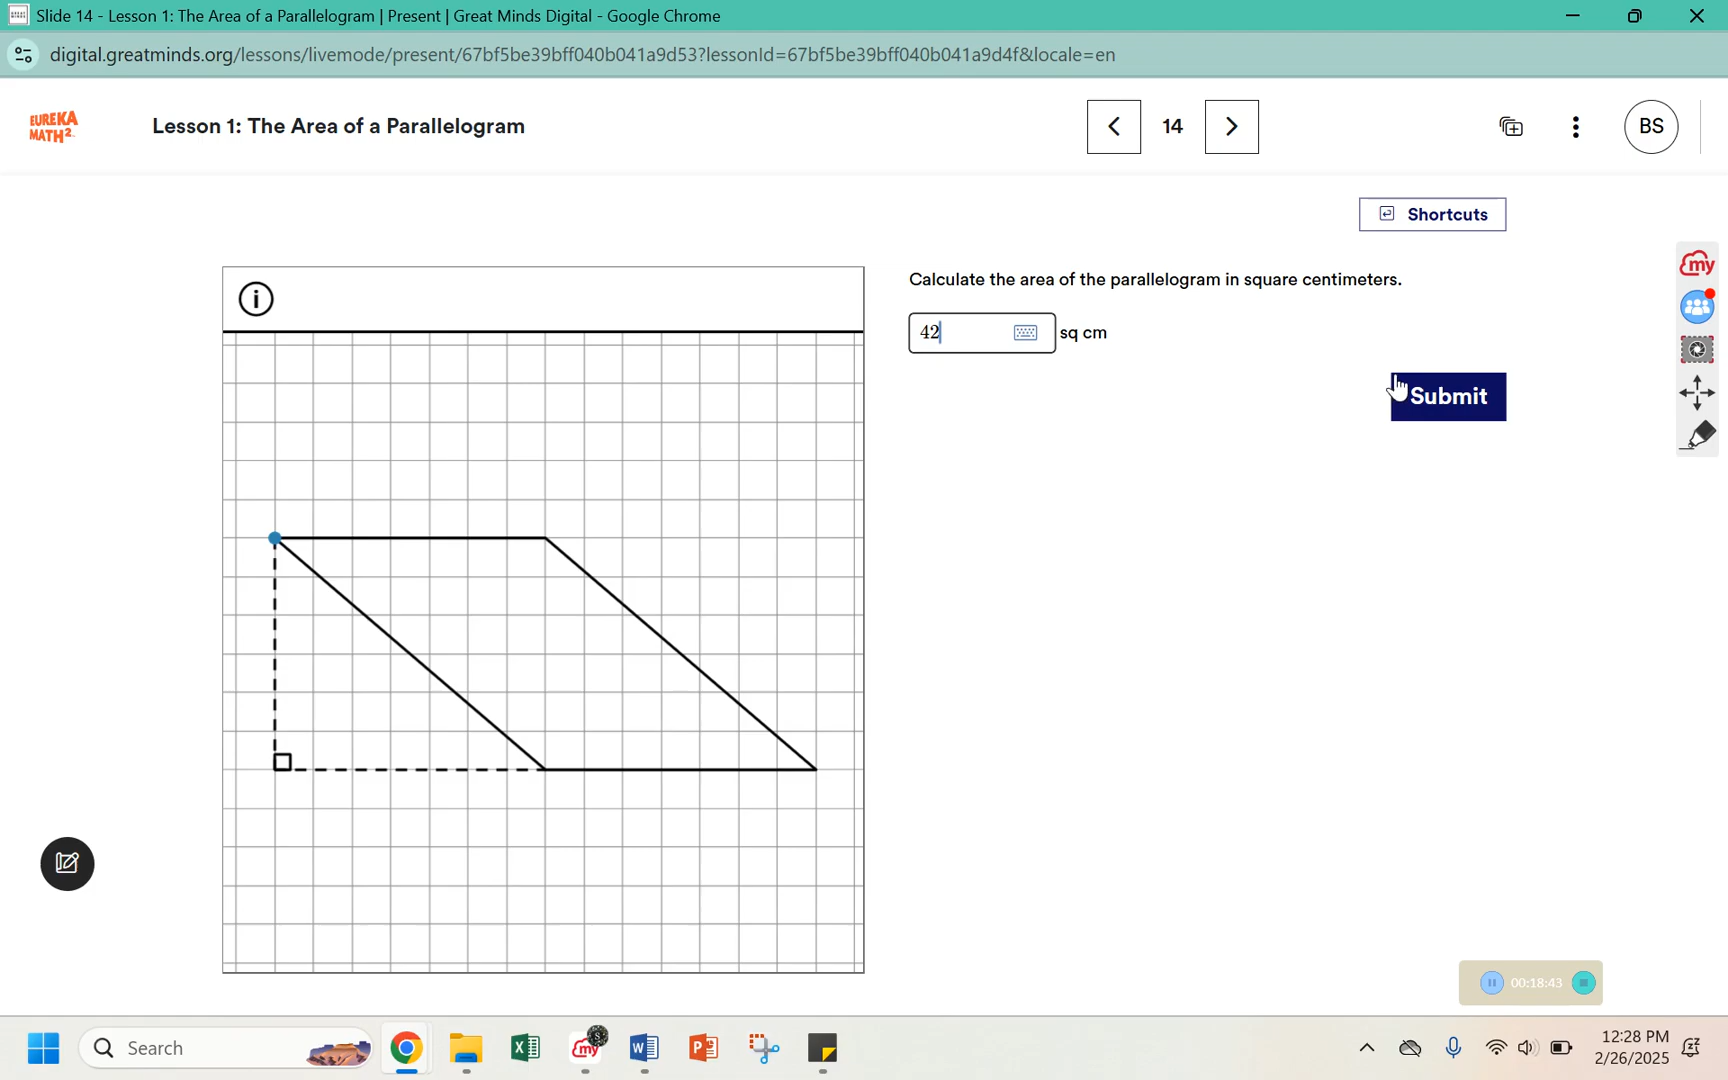 Slide 14 - Lesson 1: The Area of a Parallelogram | Present | Great Minds Digital - Google Chrome
digital.greatminds.org/lessons/livemode/present/67bf5be39bff040b041a9d53?lessonId=67bf5be39bff040b041a9d4f&locale=en
EUREKA
MATH²
Lesson 1: The Area of a Parallelogram
14
BS
Shortcuts
my
i
Calculate the area of the parallelogram in square centimeters.
42 sq cm
Submit
00:18:43
Search
my
S
12:28 PM
2/26/2025